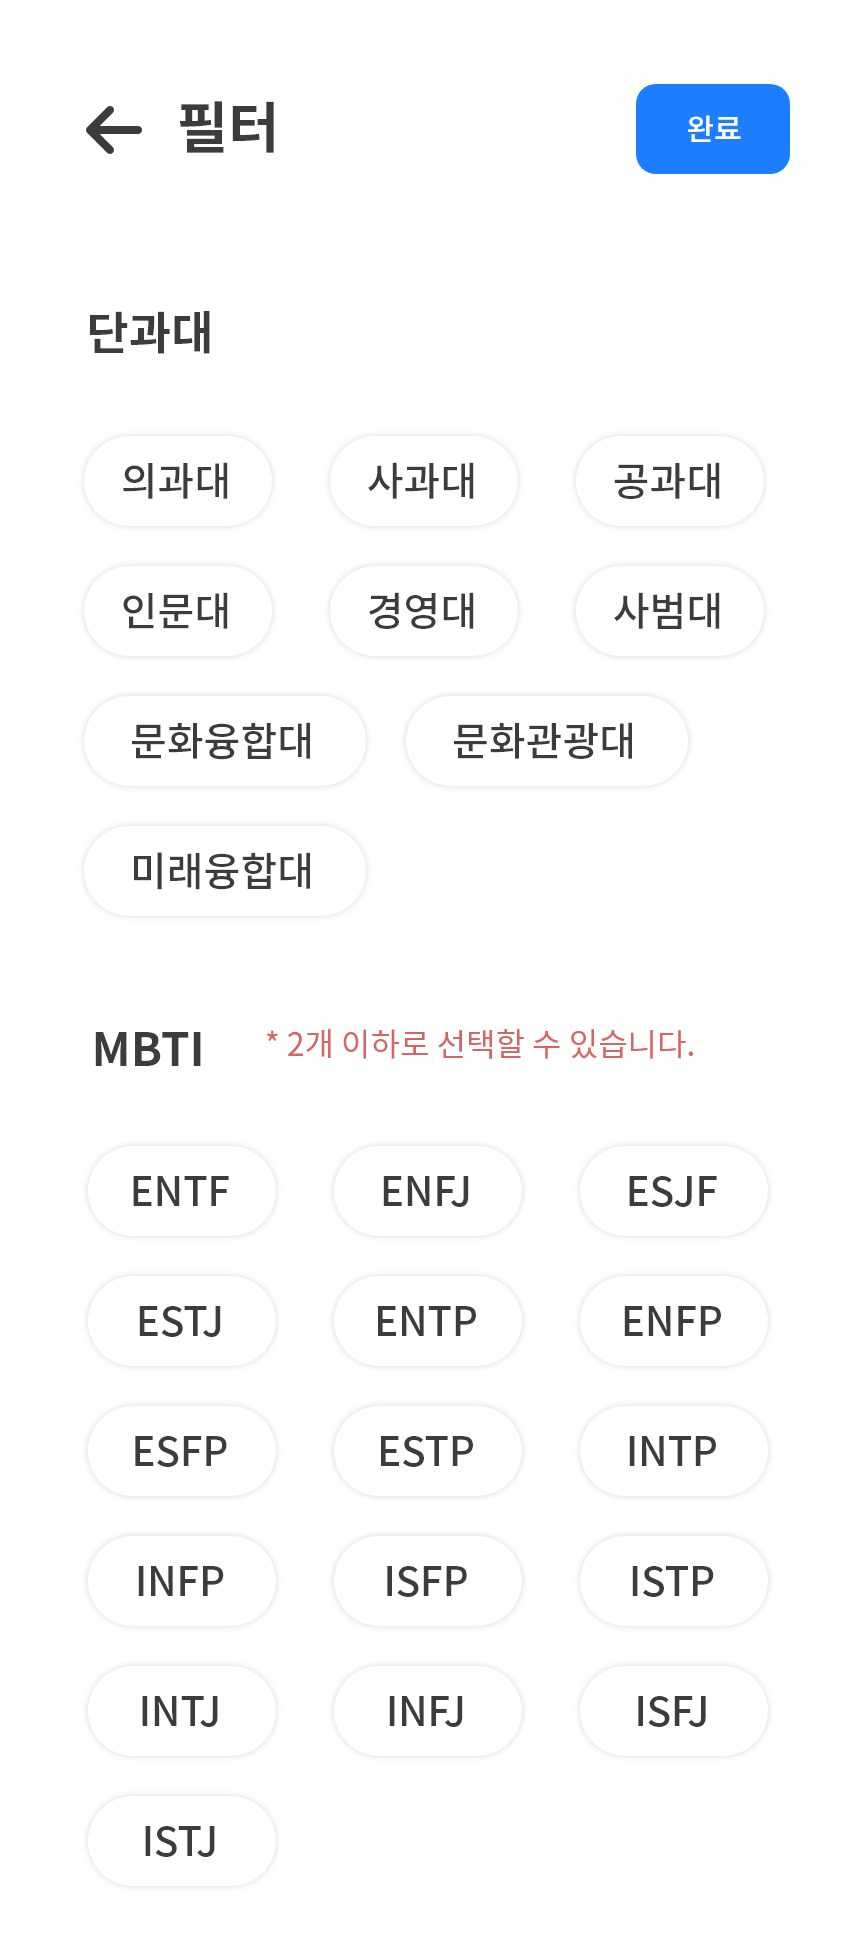 필터
완료
단과대
의과대 사과대 공과대
인문대 경영대 사범대
문화융합대 문화관광대
미래융합대
MBTI * 2개 이하로 선택할 수 있습니다.
ENTF ENFJ ESJF
ESTJ ENTP ENFP
ESFP ESTP INTP
INFP ISFP ISTP
INTJ INFJ ISFJ
ISTJ